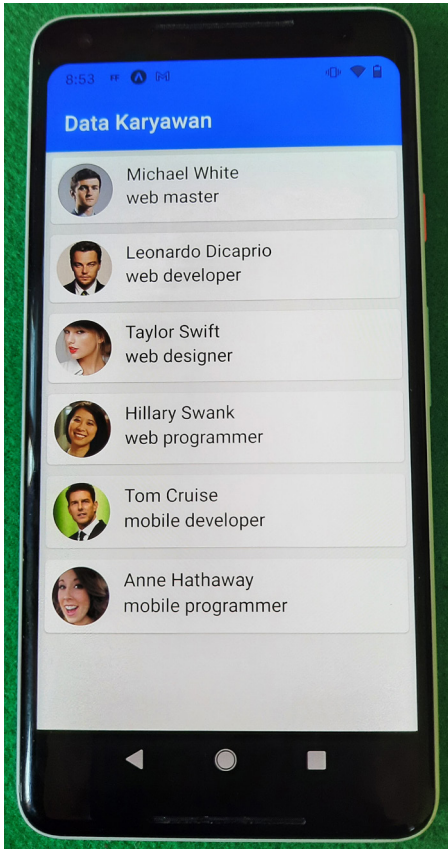 8:53 FF M
Data Karyawan
Michael White
web master
Leonardo Dicaprio
web developer
Taylor Swift
web designer
Hillary Swank
web programmer
Tom Cruise
mobile developer
Anne Hathaway
mobile programmer